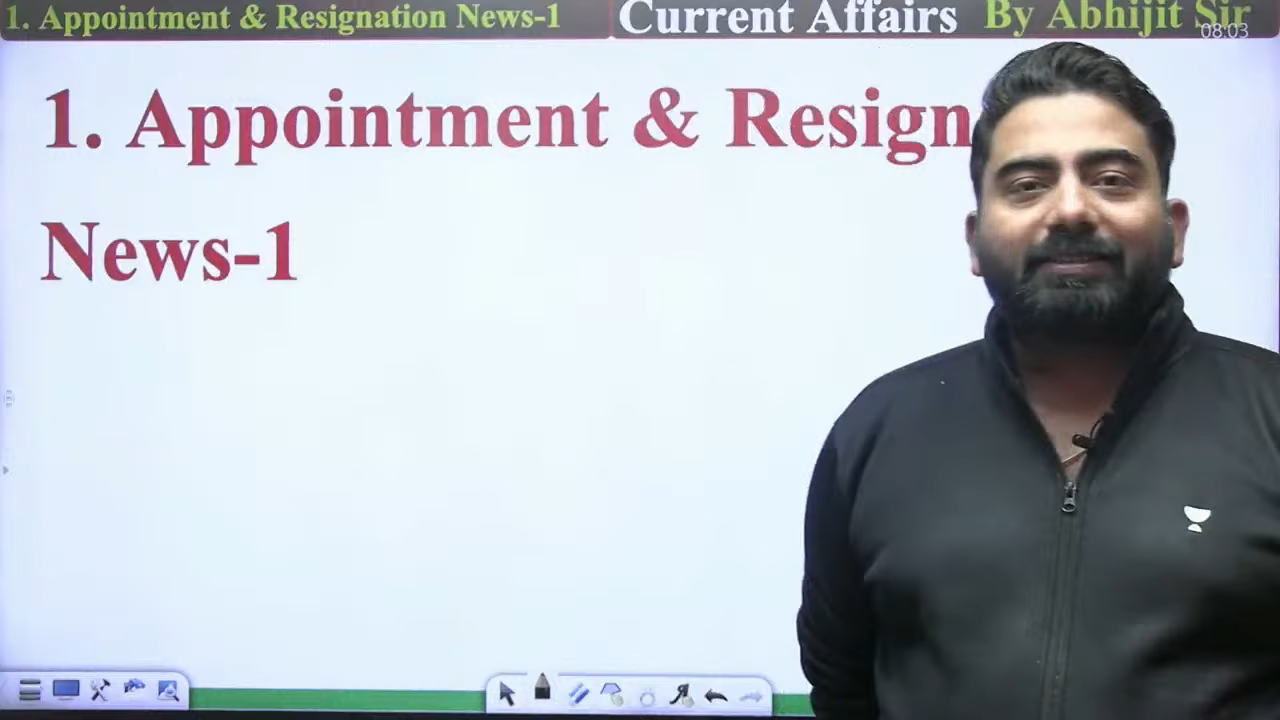 1. Appointment & Resignation News-1
Current Affairs
By Abhijit Sir
08:03
1. Appointment & Resign
News-1